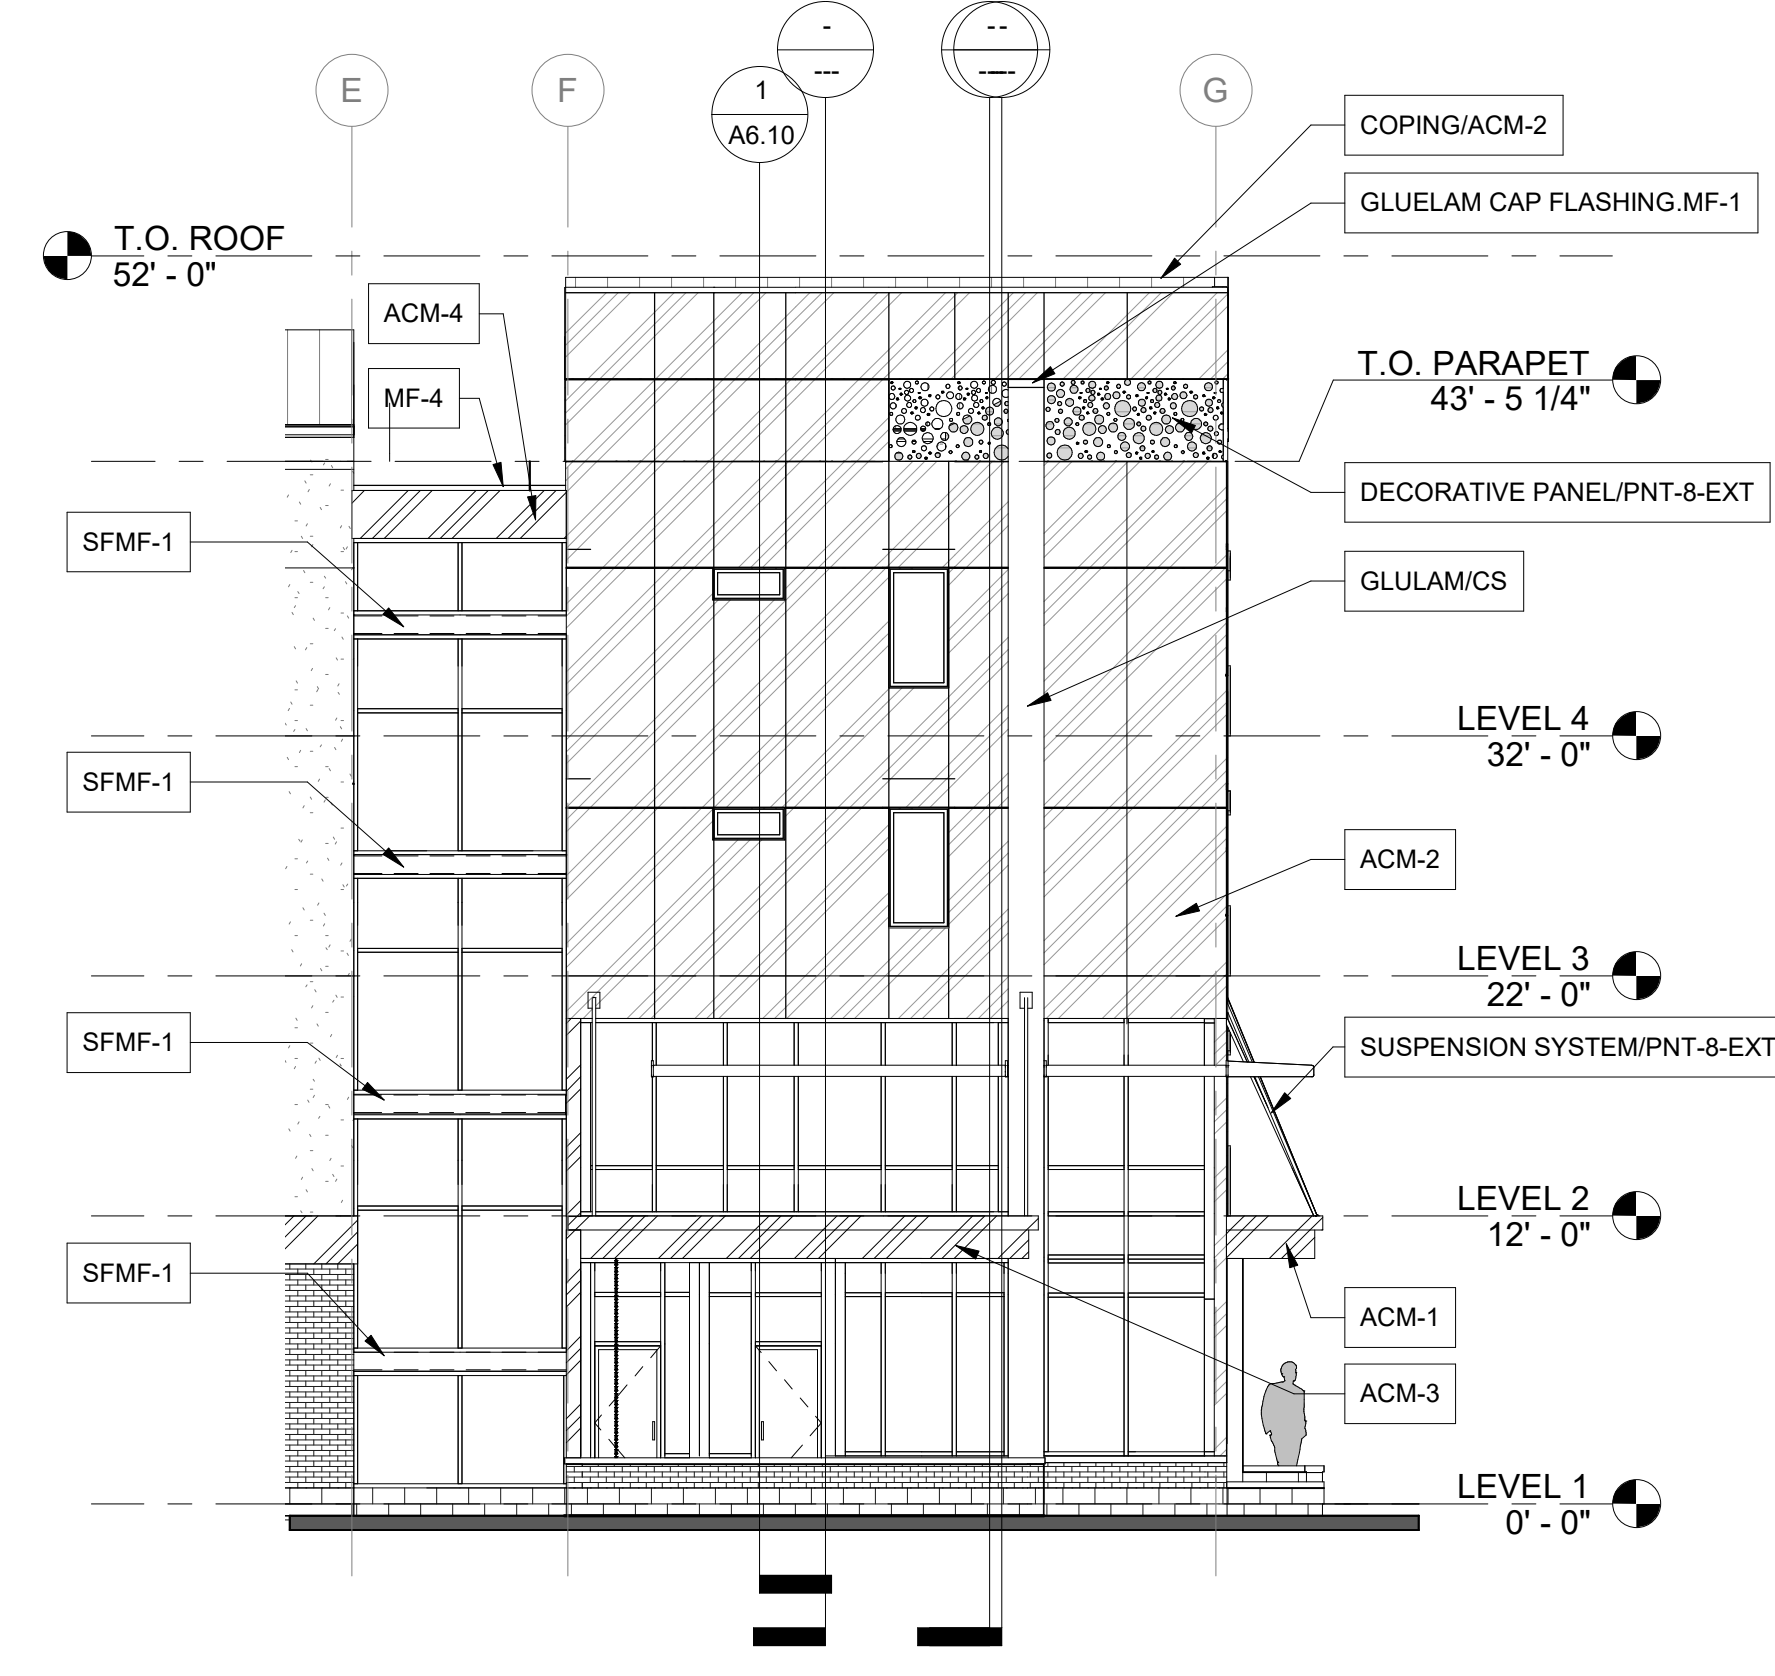 -
---
--
----
E
F
1
A6.10
G
COPING/ACM-2
GLUELAM CAP FLASHING.MF-1
T.O. ROOF
52' - 0"
ACM-4
T.O. PARAPET
43' - 5 1/4"
MF-4
DECORATIVE PANEL/PNT-8-EXT
SFMF-1
GLULAM/CS
LEVEL 4
32' - 0"
SFMF-1
ACM-2
LEVEL 3
22' - 0"
SFMF-1
SUSPENSION SYSTEM/PNT-8-EXT
LEVEL 2
12' - 0"
SFMF-1
ACM-1
ACM-3
LEVEL 1
0' - 0"